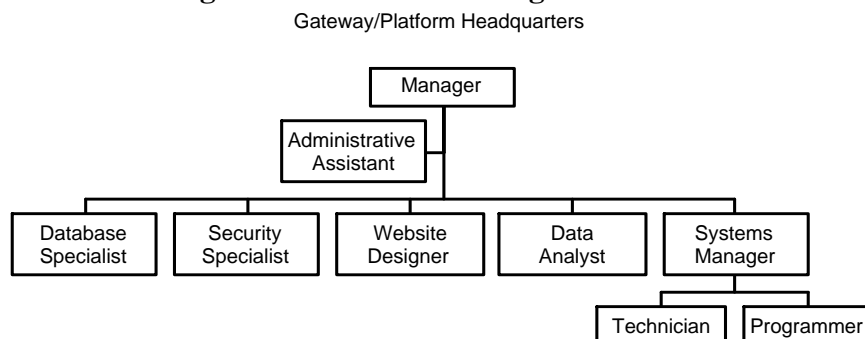 Gateway/Platform Headquarters
Manager
Administrative
Assistant
Database
Specialist
Security
Specialist
Website
Designer
Data
Analyst
Systems
Manager
Technician
Programmer